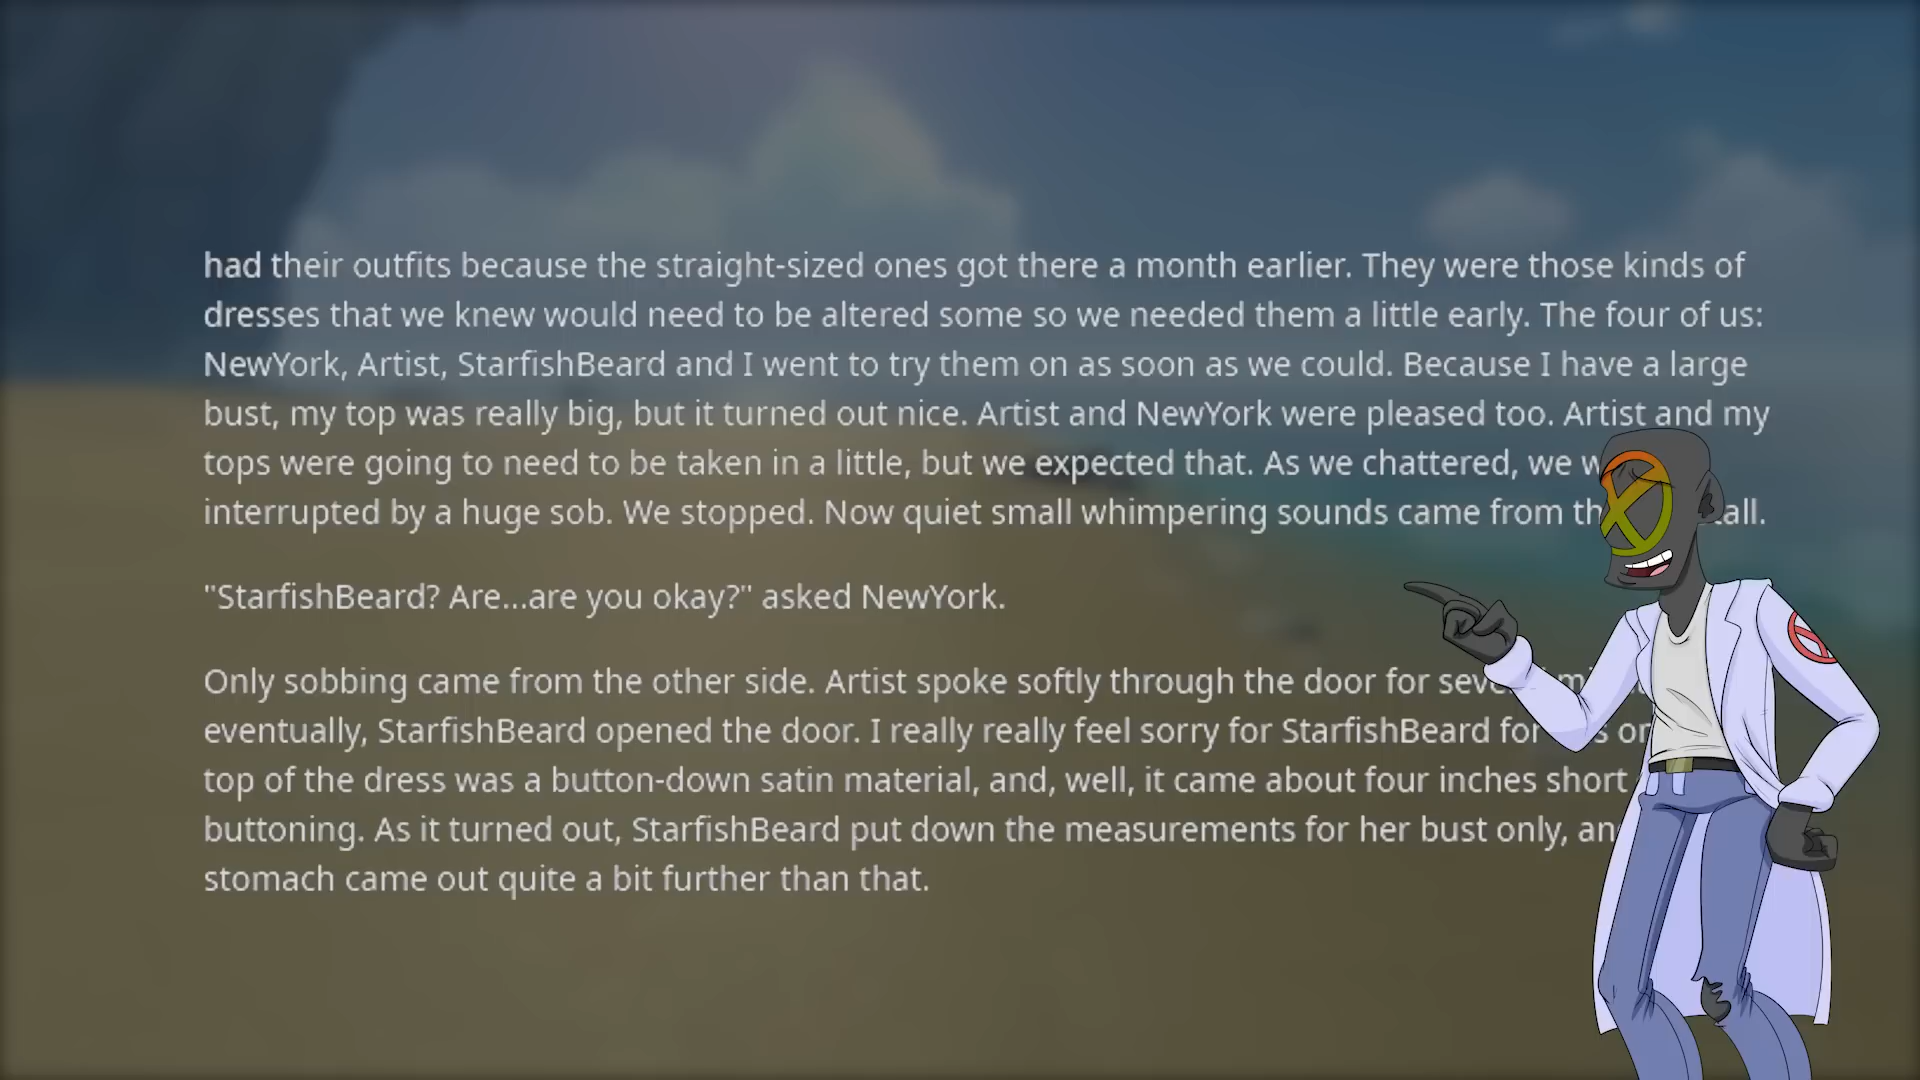 had their outfits because the straight-sized ones got there a month earlier. They were those kinds of
dresses that we knew would need to be altered some so we needed them a little early. The four of us:
NewYork, Artist, StarfishBeard and I went to try them on as soon as we could. Because I have a large
bust, my top was really big, but it turned out nice. Artist and NewYork were pleased too. Artist and my
tops were going to need to be taken in a little, but we expected that. As we chattered, we
interrupted by a huge sob. We stopped. Now quiet small whimpering sounds came from
"StarfishBeard? Are...are you okay?" asked NewYork.
Only sobbing came from the other side. Artist spoke softly through the door for
eventually, StarfishBeard opened the door. I really really feel sorry for StarfishBeard for
top of the dress was a button-down satin material, and, well, it came about four inches short
buttoning. As it turned out, StarfishBeard put down the measurements for her bust only,
stomach came out quite a bit further than that.